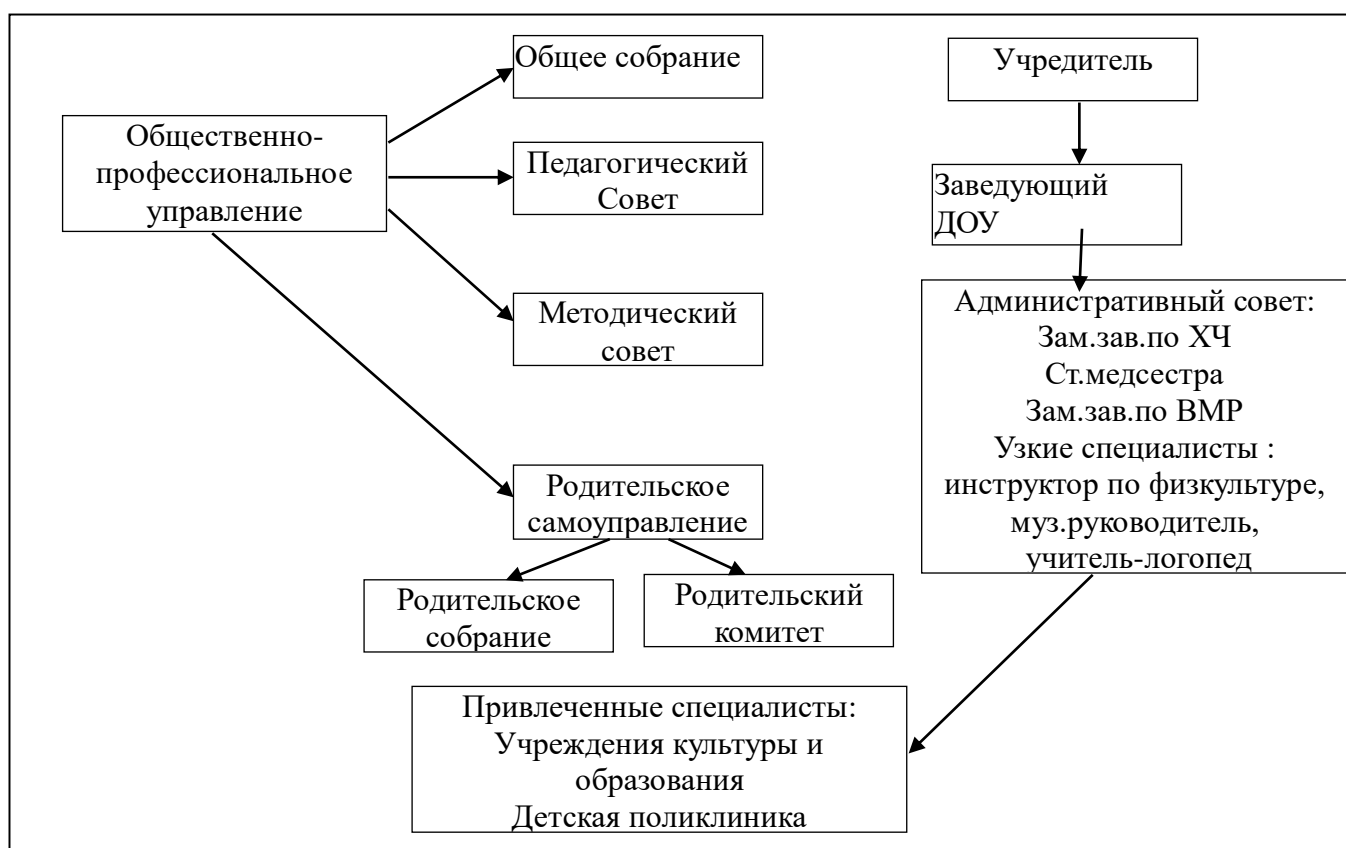 Общее собрание
Учредитель
Общественно-
профессиональное
управление
Педагогический
Совет
Заведующий
ДОУ
Методический
совет
Административный совет:
Зам.зав.по ХЧ
Ст.медсестра
Зам.зав.по ВМР
Узкие специалисты :
инструктор по физкультуре,
муз.руководитель,
учитель-логопед
Родительское
самоуправление
Родительское
собрание
Родительский
комитет
Привлеченные специалисты:
Учреждения культуры и
образования
Детская поликлиника